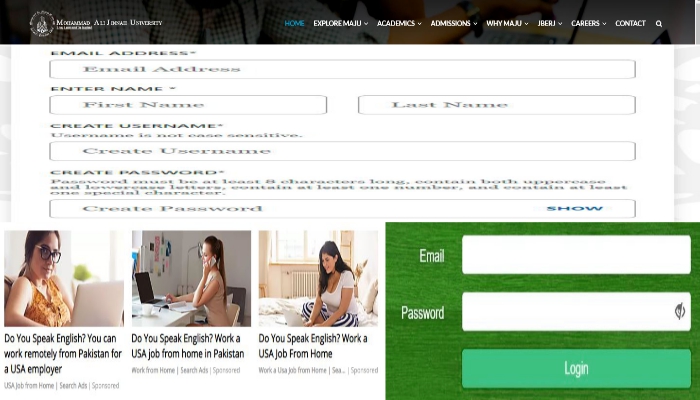 Mohammad Ali Jinnah University
HOME EXPLORE MAJU ACADEMICS ADMISSIONS WHY MAJU JBERJ CAREERS CONTACT
EMAIL ADDRESS*
Email Address
ENTER NAME *
First Name Last Name
CREATE USERNAME*
Username is not case sensitive.
Create Username
CREATE PASSWORD*
Password must be at least 8 characters long, contain both uppercase
and lowercase letters, contain at least one number, and contain at least
one special character.
Create Password SHOW
Do You Speak English? You can
work remotely from Pakistan for
a USA employer
USA Job from Home | Search Ads | Sponsored
Do You Speak English? Work a
USA job from home in Pakistan
Work from Home | Search Ads | Sponsored
Do You Speak English? Work a
USA Job From Home
Work a Usa Job from Home | Sea... | Sponsored
Email
Password
Login